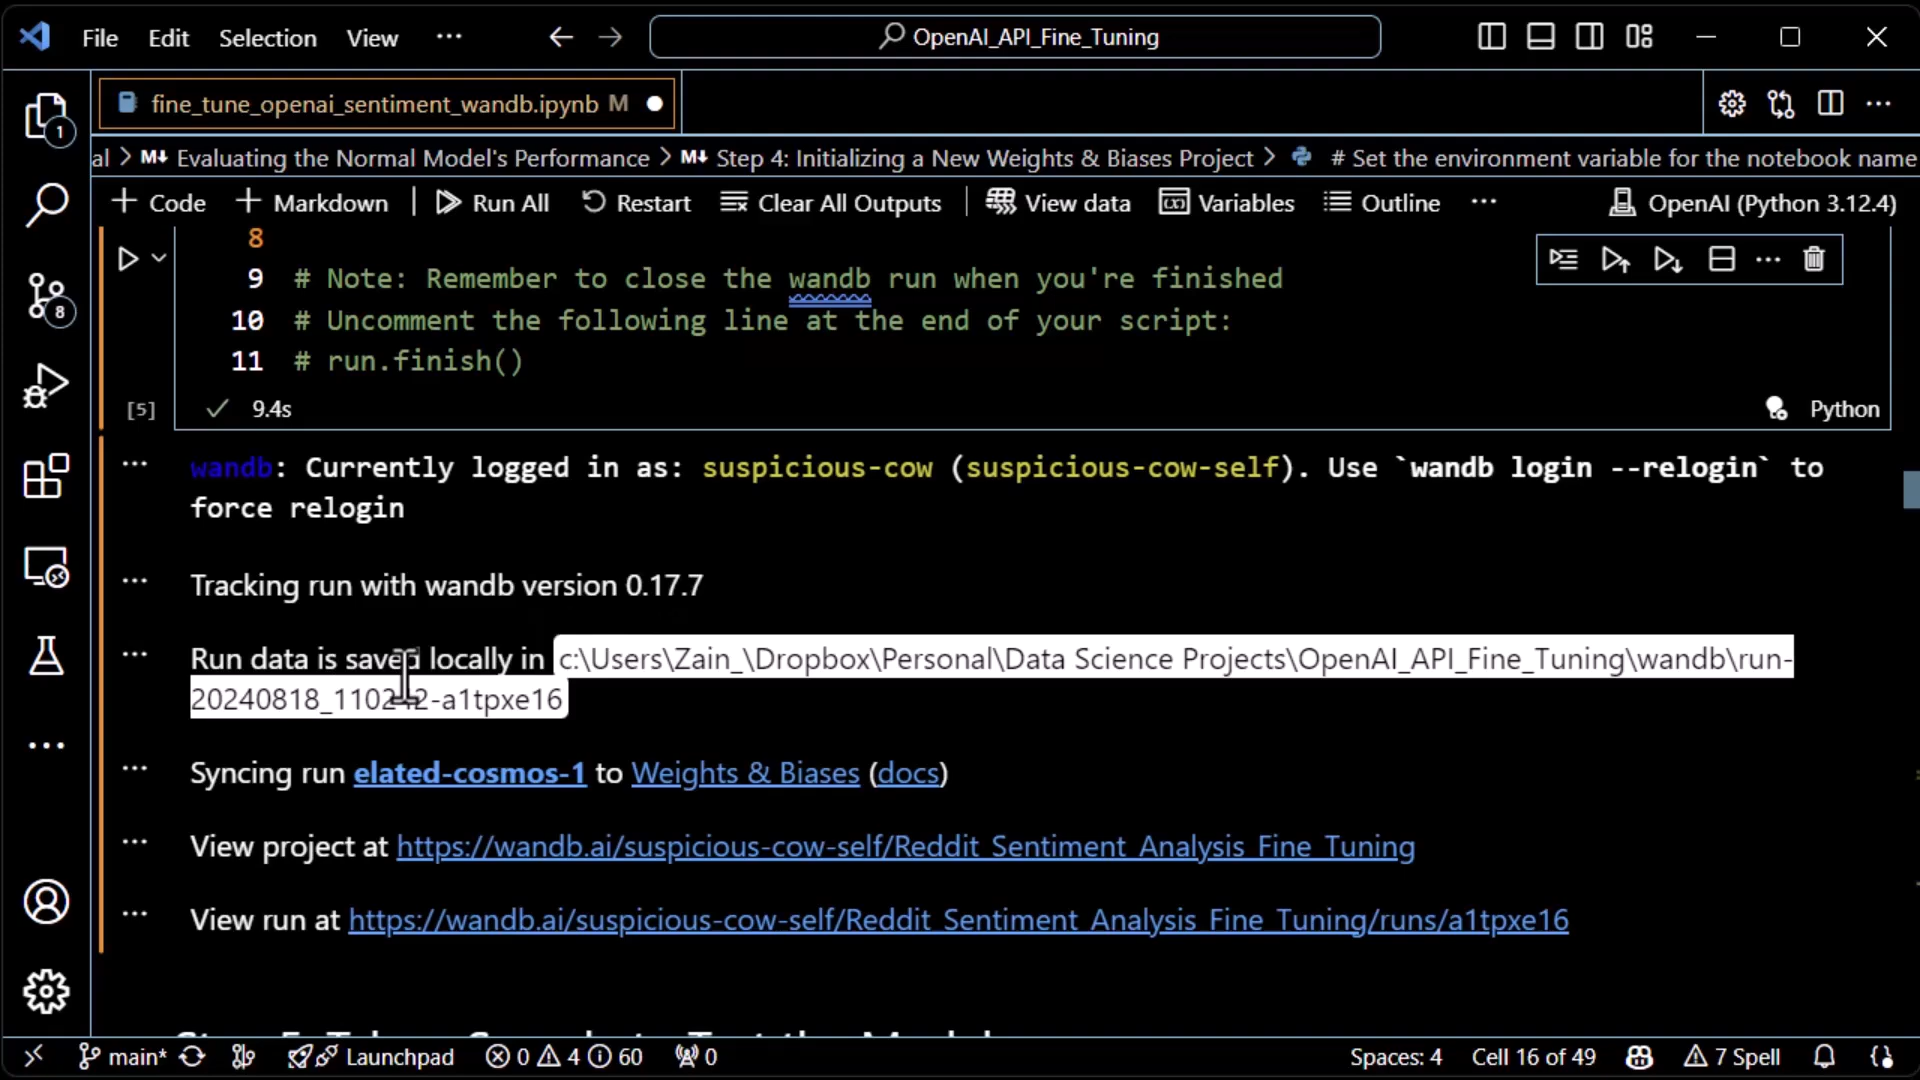 File Edit Selection View ··· OpenAI_API_Fine_Tuning
1
fine_tune_openai_sentiment_wandb.ipynb M
al > M↓ Evaluating the Normal Model's Performance > M↓ Step 4: Initializing a New Weights & Biases Project > # Set the environment variable for the notebook name
+ Code + Markdown | Run All Restart Clear All Outputs | View data Variables Outline ··· OpenAI (Python 3.12.4)
8
9 # Note: Remember to close the wandb run when you're finished
10 # Uncomment the following line at the end of your script:
11 # run.finish()
8
[5] ✓ 9.4s Python
wandb: Currently logged in as: suspicious-cow (suspicious-cow-self). Use `wandb login --relogin` to
force relogin
Tracking run with wandb version 0.17.7
Run data is saved locally in c:\Users\Zain_\Dropbox\Personal\Data Science Projects\OpenAI_API_Fine_Tuning\wandb\run-
20240818_110242-a1tpxe16
Syncing run elated-cosmos-1 to Weights & Biases (docs)
View project at https://wandb.ai/suspicious-cow-self/Reddit_Sentiment_Analysis_Fine_Tuning
View run at https://wandb.ai/suspicious-cow-self/Reddit_Sentiment_Analysis_Fine_Tuning/runs/a1tpxe16
main* Launchpad 0 4 60 0 Spaces: 4 Cell 16 of 49 7 Spell